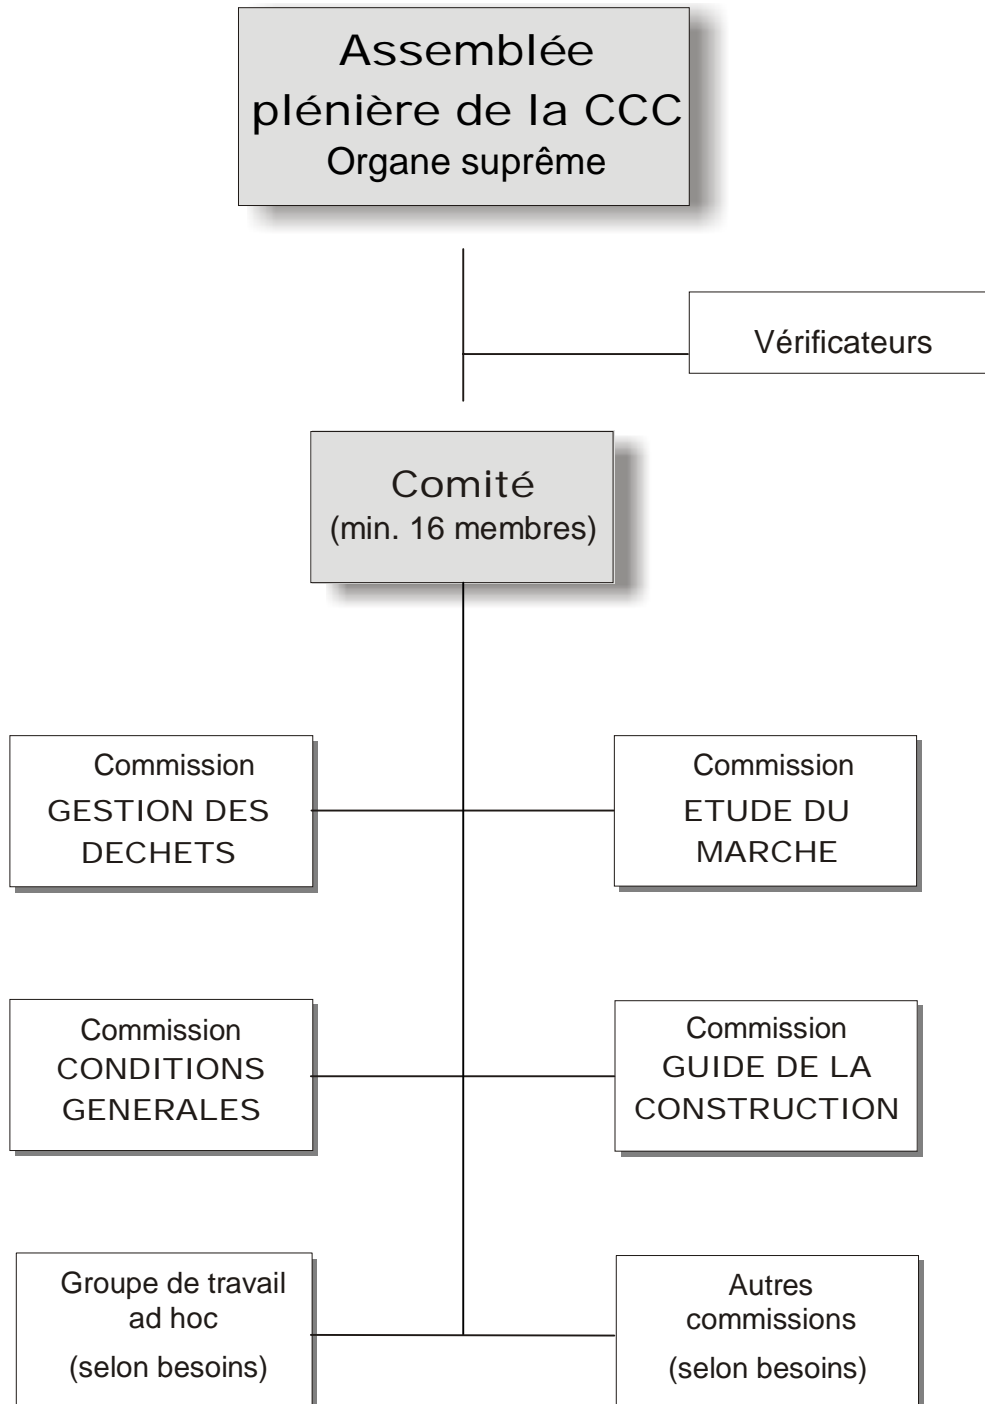 Assemblée
plénière de la CCC
Organe suprême
Vérificateurs
Comité
(min. 16 membres)
Commission
GESTION DES
DECHETS
Commission
ETUDE DU
MARCHE
Commission
CONDITIONS
GENERALES
Commission
GUIDE DE LA
CONSTRUCTION
Groupe de travail
ad hoc
(selon besoins)
Autres
commissions
(selon besoins)